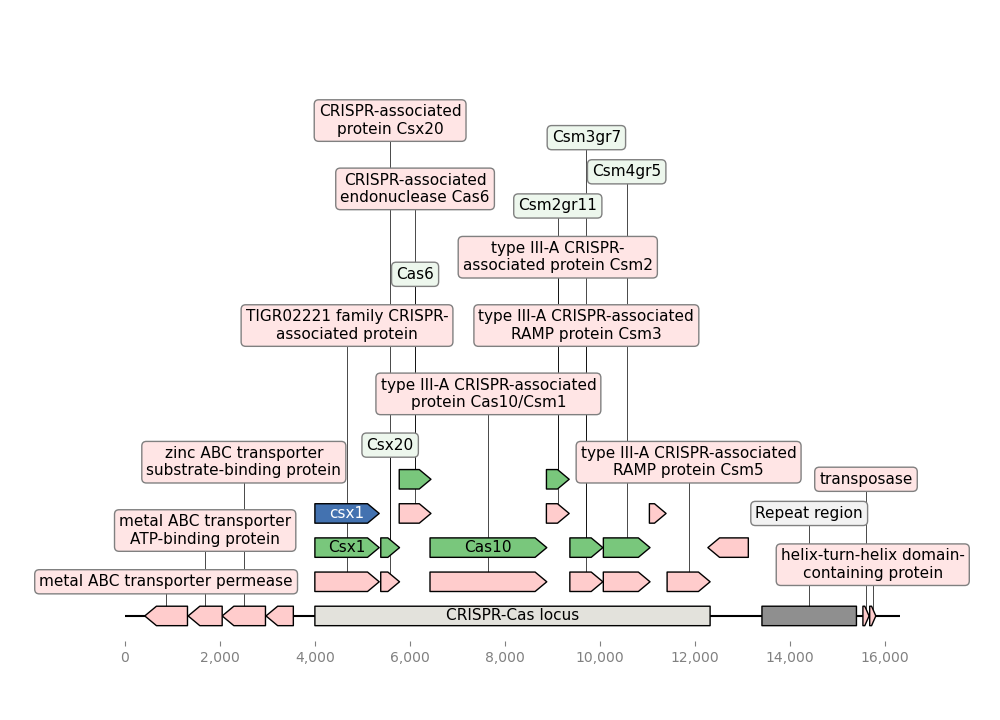 CRISPR-associated
protein Csx20
Csm3gr7
Csm4gr5
CRISPR-associated
endonuclease Cas6
Csm2gr11
type III-A CRISPR-
associated protein Csm2
Cas6
TIGR02221 family CRISPR-
associated protein
type III-A CRISPR-associated
RAMP protein Csm3
type III-A CRISPR-associated
protein Cas10/Csm1
Csx20
zinc ABC transporter
substrate-binding protein
type III-A CRISPR-associated
RAMP protein Csm5
transposase
csx1
Repeat region
metal ABC transporter
ATP-binding protein
Csx1
Cas10
helix-turn-helix domain-
containing protein
metal ABC transporter permease
CRISPR-Cas locus
0
2,000
4,000
6,000
8,000
10,000
12,000
14,000
16,000